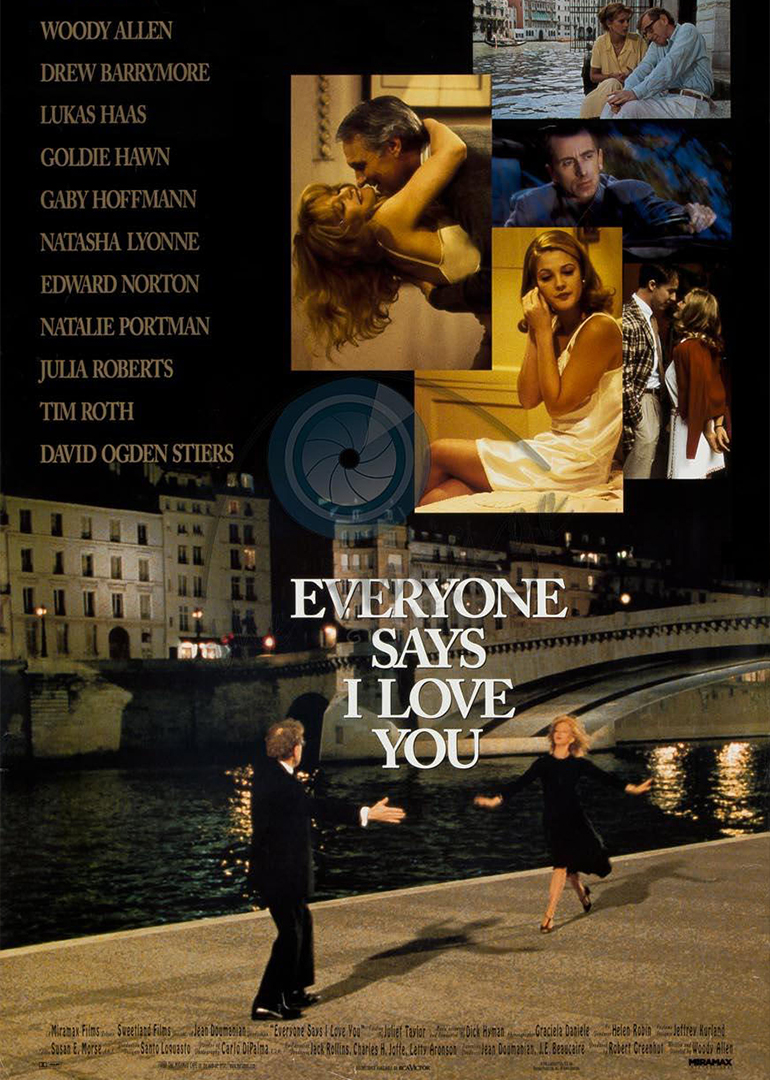 WOODY ALLEN
DREW BARRYMORE
LUKAS HAAS
GOLDIE HAWN
GABY HOFFMANN
NATASHA LYONNE
EDWARD NORTON
NATALIE PORTMAN
JULIA ROBERTS
TIM ROTH
DAVID OGDEN STIERS
EVERYONE
SAYS
I LOVE
YOU
Miramax Films Sweetland Films Jean Doumanian "Everyone Says I Love You" Juliet Taylor Dick Hyman Graciela Daniele Helen Robin Jeffrey Kurland
Susan E. Morse Santo Loquasto Carlo DiPalma Jack Rollins, Charles H. Joffe, Letty Aronson Jean Doumanian, J.E. Beaucaire Robert Greenhut Woody Allen
RCA VICTOR
MIRAMAX